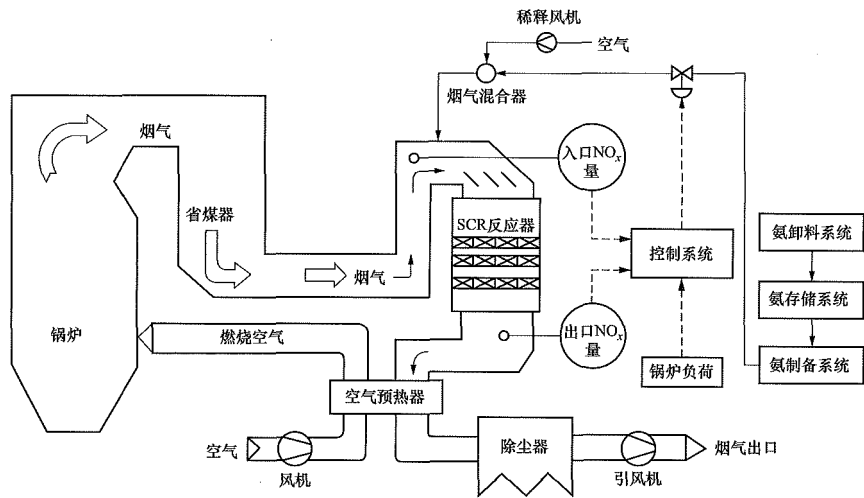 稀释风机
空气
烟气混合器
烟气
入口NOx
量
省煤器
SCR反应器
控制系统
氨卸料系统
烟气
氨存储系统
锅炉
燃烧空气
出口NOx
量
锅炉负荷
氨制备系统
空气预热器
空气
风机
除尘器
引风机
烟气出口